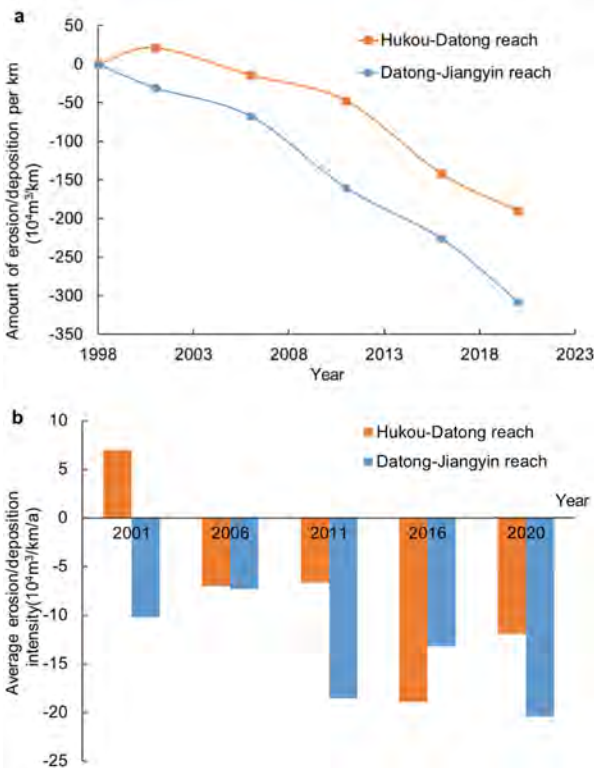 a
Hukou-Datong reach
Datong-Jiangyin reach
Amount of erosion/deposition per km
(10⁴m³/km)
50
0
-50
-100
-150
-200
-250
-300
-350
1998 2003 2008 2013 2018 2023
Year
b
Hukou-Datong reach
Datong-Jiangyin reach
Average erosion/deposition
intensity(10⁴m³/km/a)
10
5
0
-5
-10
-15
-20
-25
Year
2001 2006 2011 2016 2020